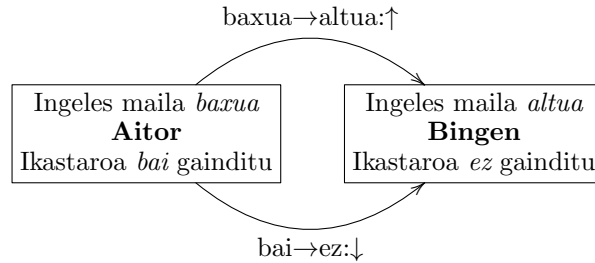 baxua→altua:↑
Ingeles maila baxua
Aitor
Ikastaroa bai gainditu
Ingeles maila altua
Bingen
Ikastaroa ez gainditu
bai→ez:↓